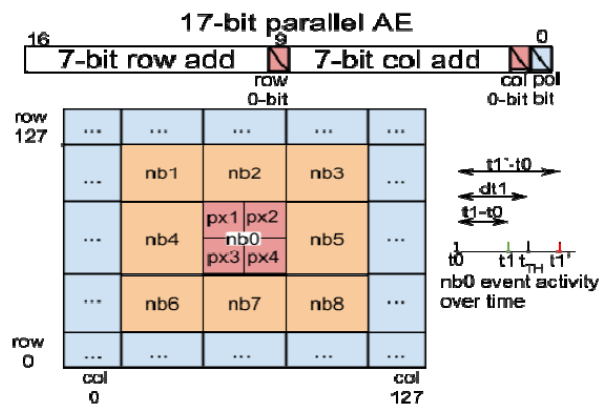 17-bit parallel AE
16 9 0
7-bit row add 7-bit col add
row 0-bit
col 0-bit
pol bit
row 127
... ... ... ... ...
... nb1 nb2 nb3 ...
px1 px2
... nb4 nb0 nb5 ...
px3 px4
... nb6 nb7 nb8 ...
row 0
... ... ... ... ...
col 0
col 127
t1`-t0
dt1
t1-t0
t0 t1 tTH t1'
nb0 event activity
over time